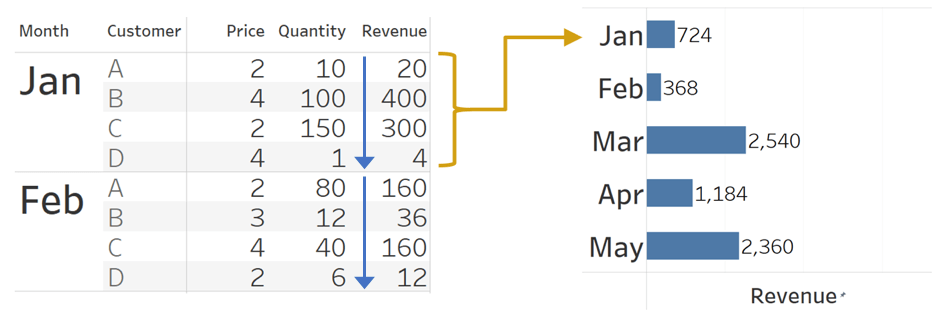 Month Customer Price Quantity Revenue
Jan A 2 10 20
B 4 100 400
C 2 150 300
D 4 1 4
Feb A 2 80 160
B 3 12 36
C 4 40 160
D 2 6 12
Jan 724
Feb 368
Mar 2,540
Apr 1,184
May 2,360
Revenue*